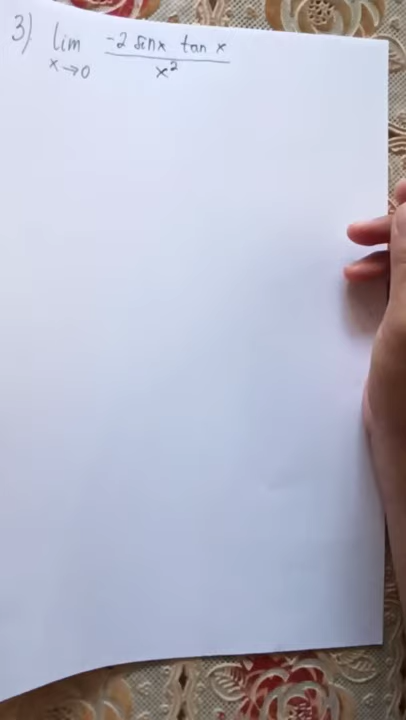 3) lim -2 sinx tan x
x→0 x²